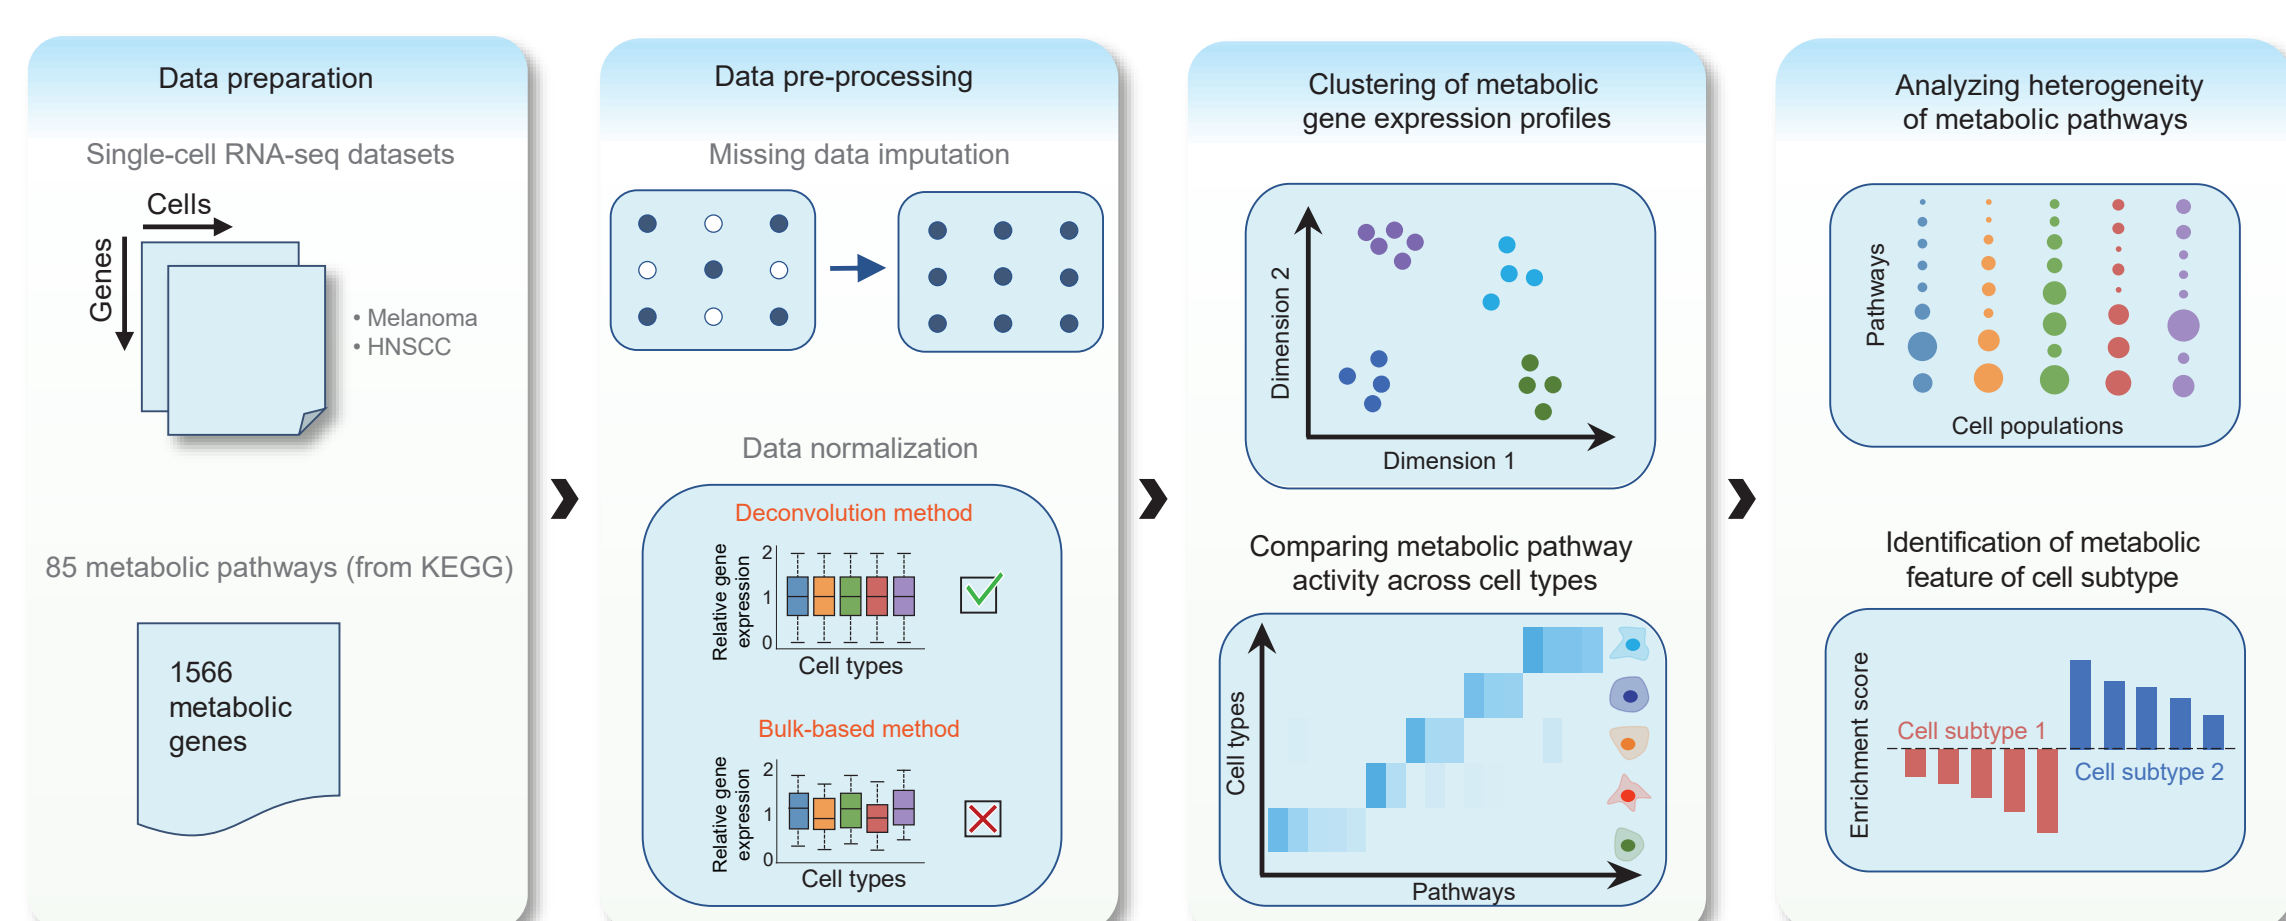 Data preparation
Single-cell RNA-seq datasets
Cells
Genes
• Melanoma
• HNSCC
85 metabolic pathways (from KEGG)
1566
metabolic
genes
Data pre-processing
Missing data imputation
Data normalization
Deconvolution method
Relative gene
expression
2
1
0
Cell types
Bulk-based method
Relative gene
expression
2
1
0
Cell types
Clustering of metabolic
gene expression profiles
Dimension 2
Dimension 1
Comparing metabolic pathway
activity across cell types
Cell types
Pathways
Analyzing heterogeneity
of metabolic pathways
Pathways
Cell populations
Identification of metabolic
feature of cell subtype
Enrichment score
Cell subtype 1
Cell subtype 2